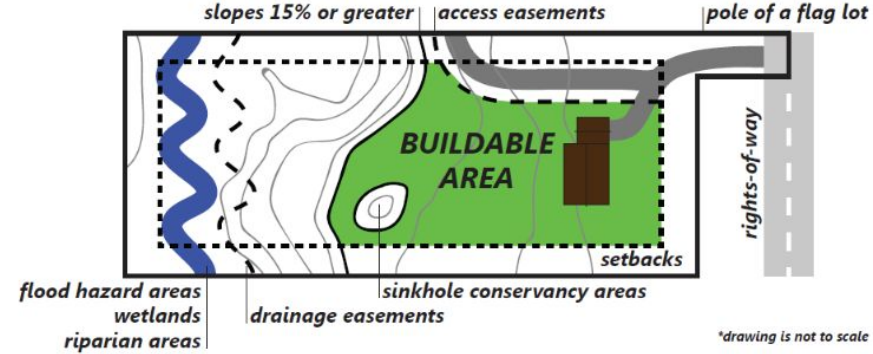 slopes 15% or greater
access easements
pole of a flag lot
BUILDABLE
AREA
rights-of-way
setbacks
flood hazard areas
wetlands
riparian areas
drainage easements
sinkhole conservancy areas
*drawing is not to scale